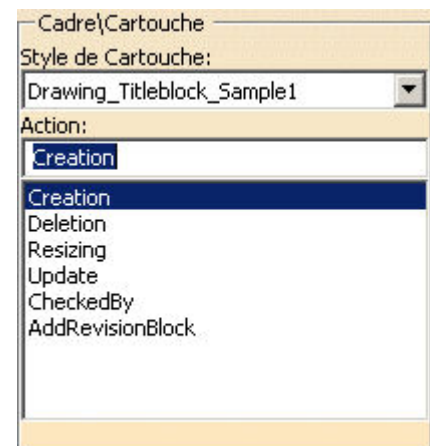 Cadre\Cartouche
Style de Cartouche:
Drawing_Titleblock_Sample1
Action:
Creation
Creation
Deletion
Resizing
Update
CheckedBy
AddRevisionBlock